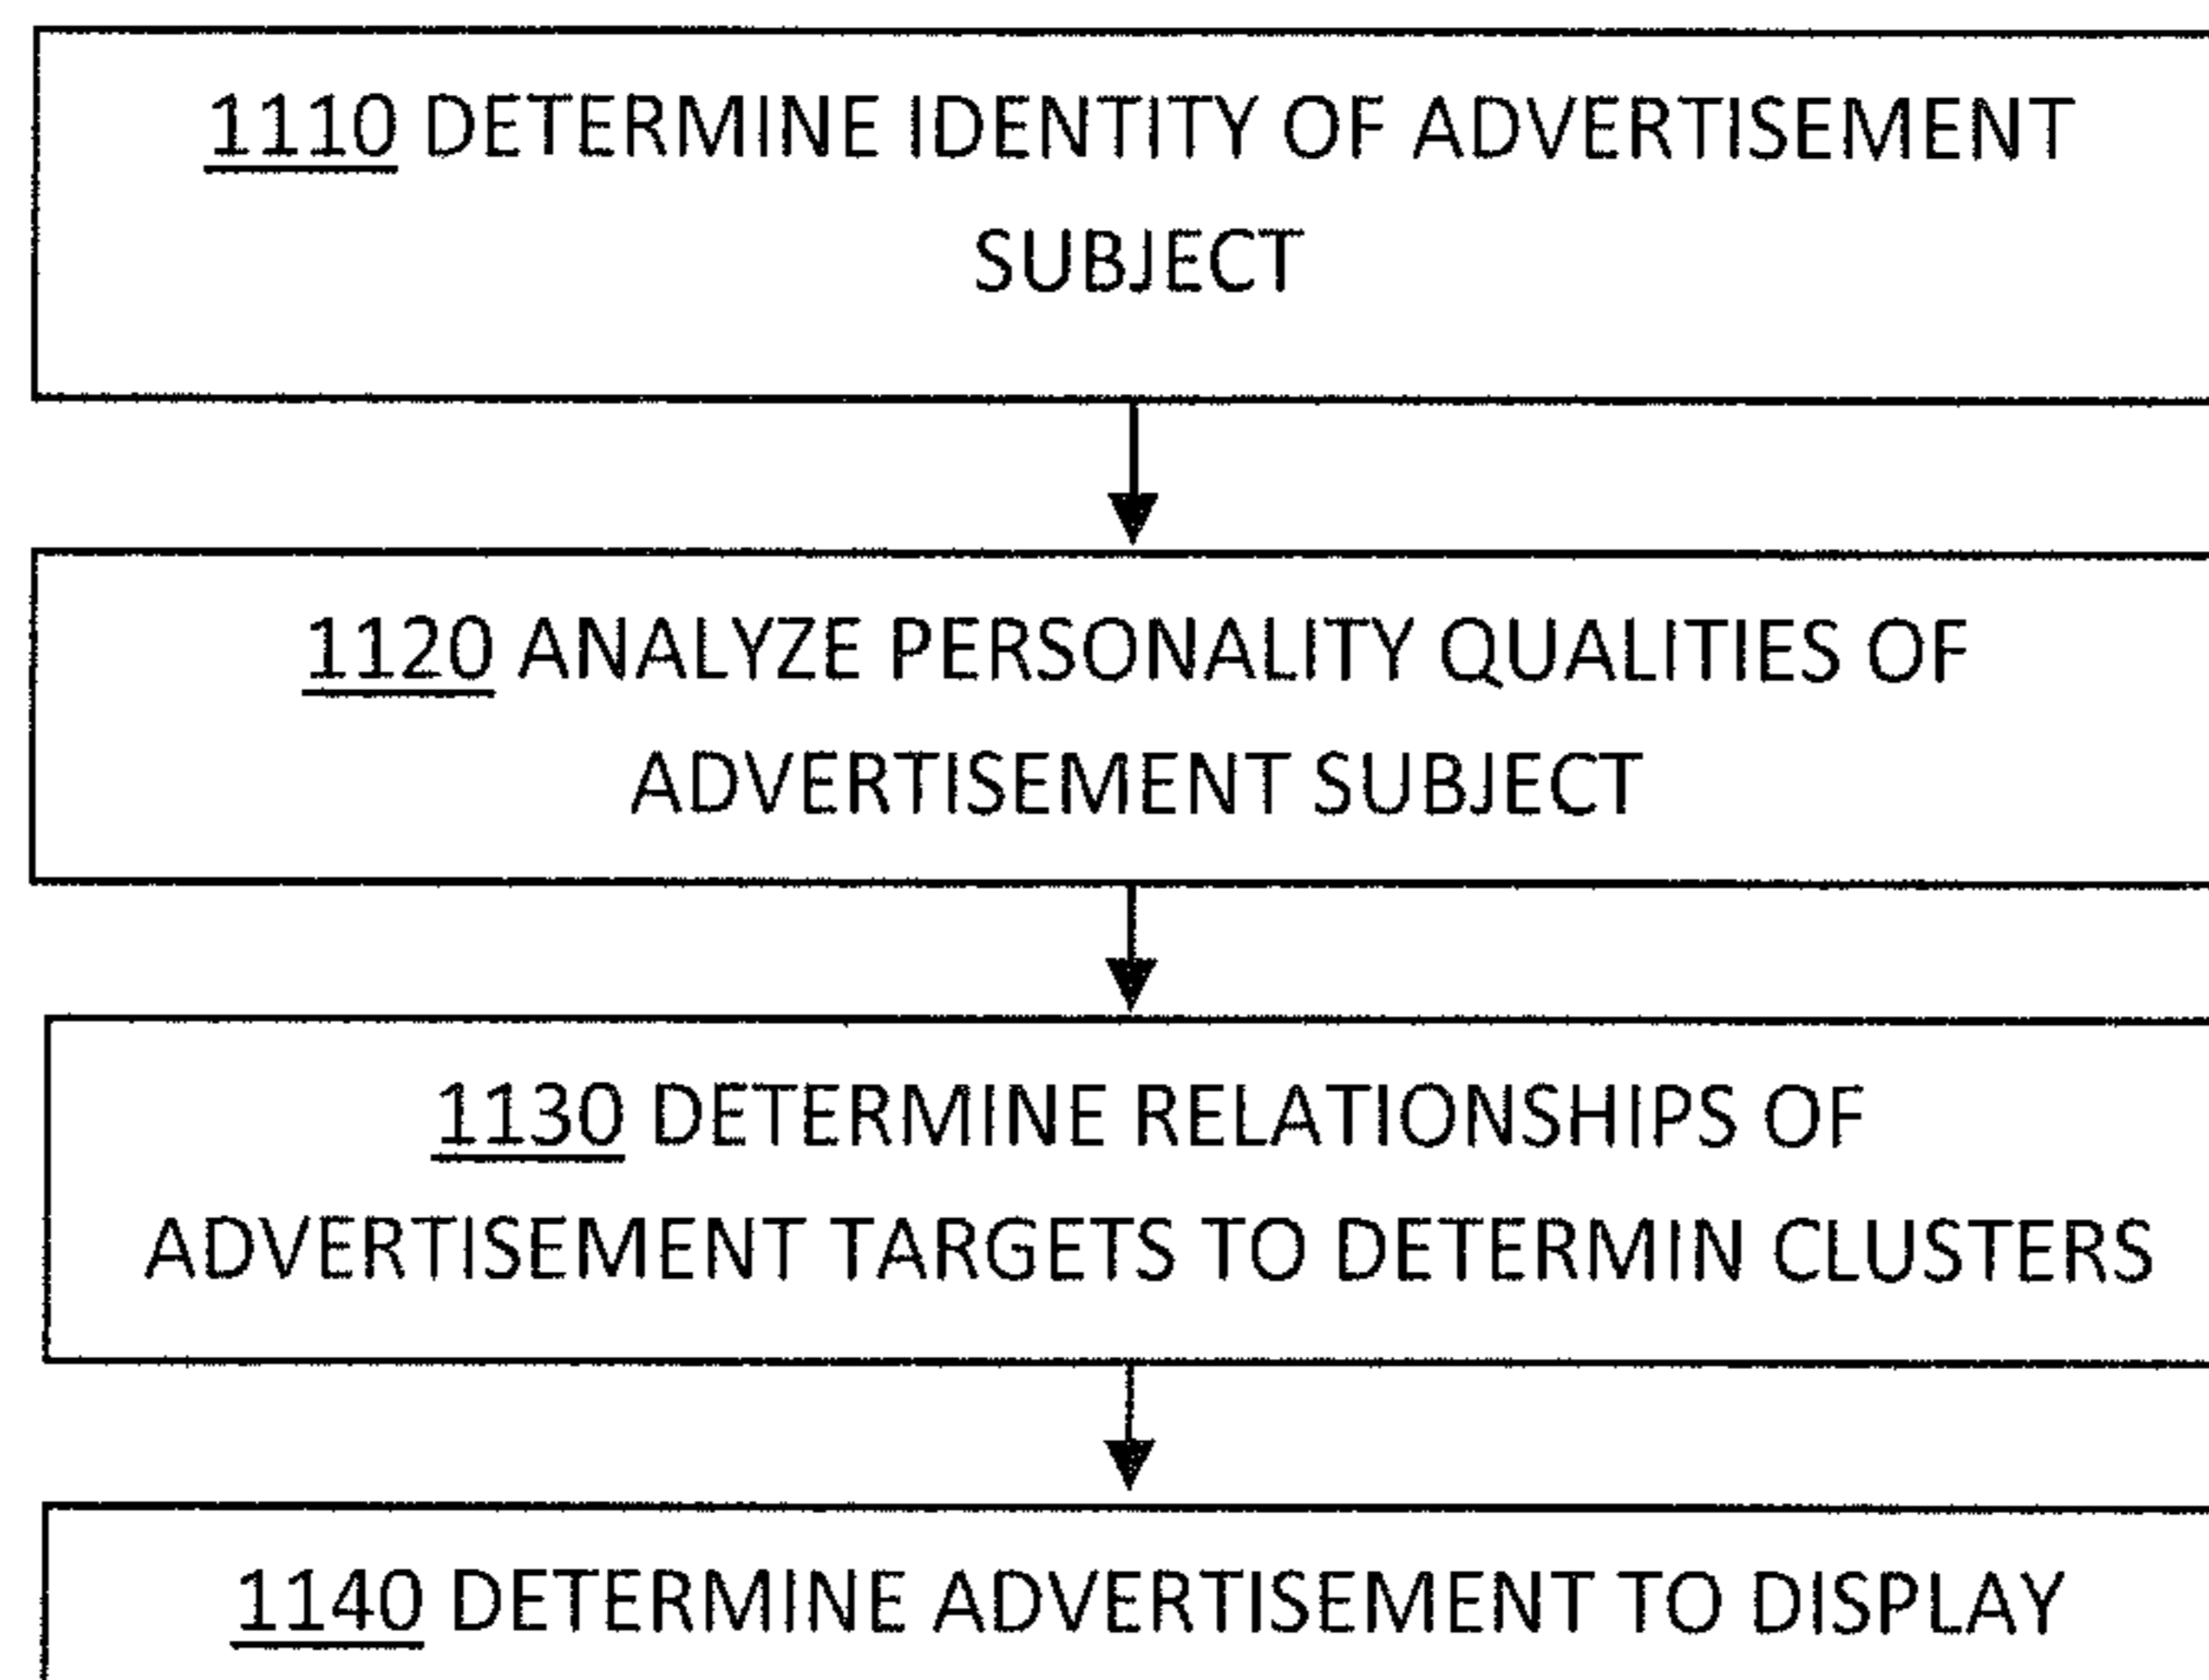 1110 DETERMINE IDENTITY OF ADVERTISEMENT
SUBJECT
1120 ANALYZE PERSONALITY QUALITIES OF
ADVERTISEMENT SUBJECT
1130 DETERMINE RELATIONSHIPS OF
ADVERTISEMENT TARGETS TO DETERMIN CLUSTERS
1140 DETERMINE ADVERTISEMENT TO DISPLAY